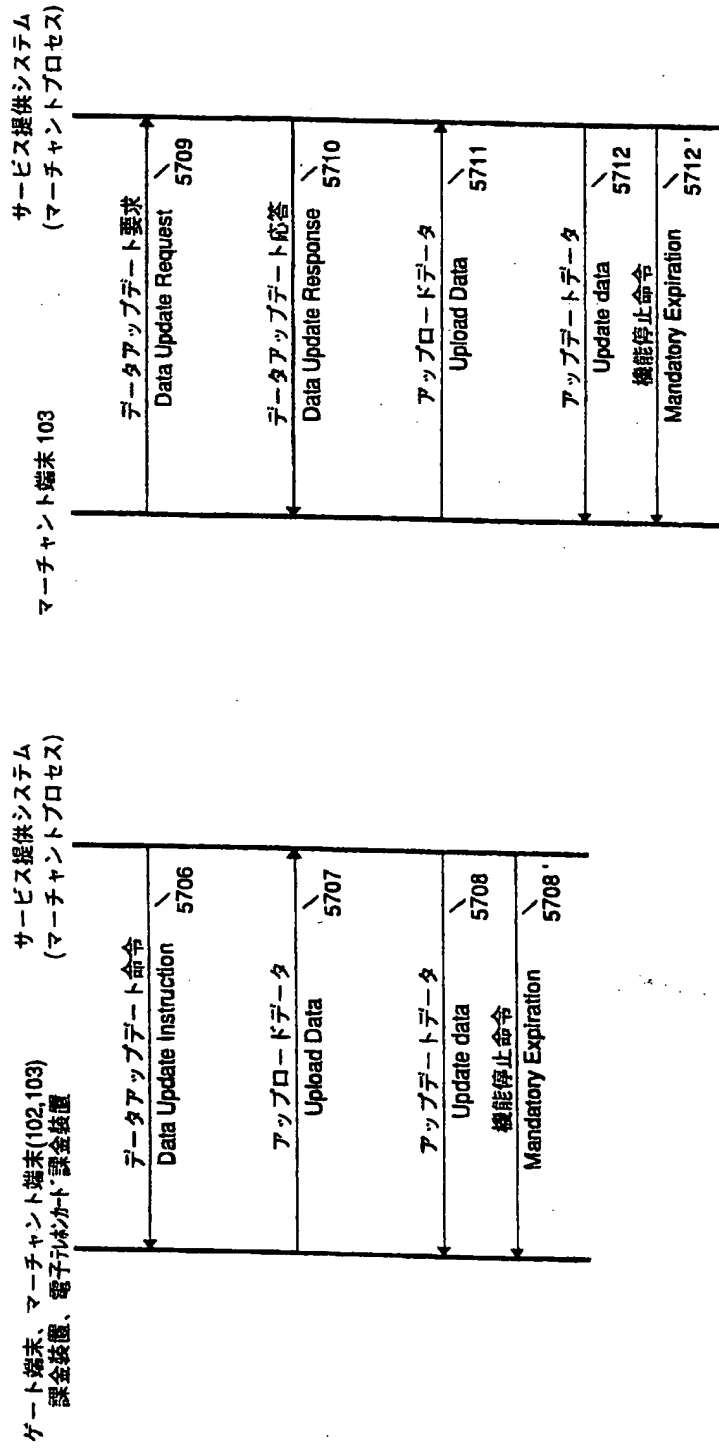 ゲート端末、マーチャント端末(102,103)
課金装置、電子テレホンカード課金装置
サービス提供システム
(マーチャントプロセス)
データアップデート命令
Data Update Instruction
5706
アップロードデータ
Upload Data
5707
アップデートデータ
Update data
5708
機能停止命令
Mandatory Expiration
5708'
マーチャント端末 103
サービス提供システム
(マーチャントプロセス)
データアップデート要求
Data Update Request
5709
データアップデート応答
Data Update Response
5710
アップロードデータ
Upload Data
5711
アップデートデータ
Update data
5712
機能停止命令
Mandatory Expiration
5712'